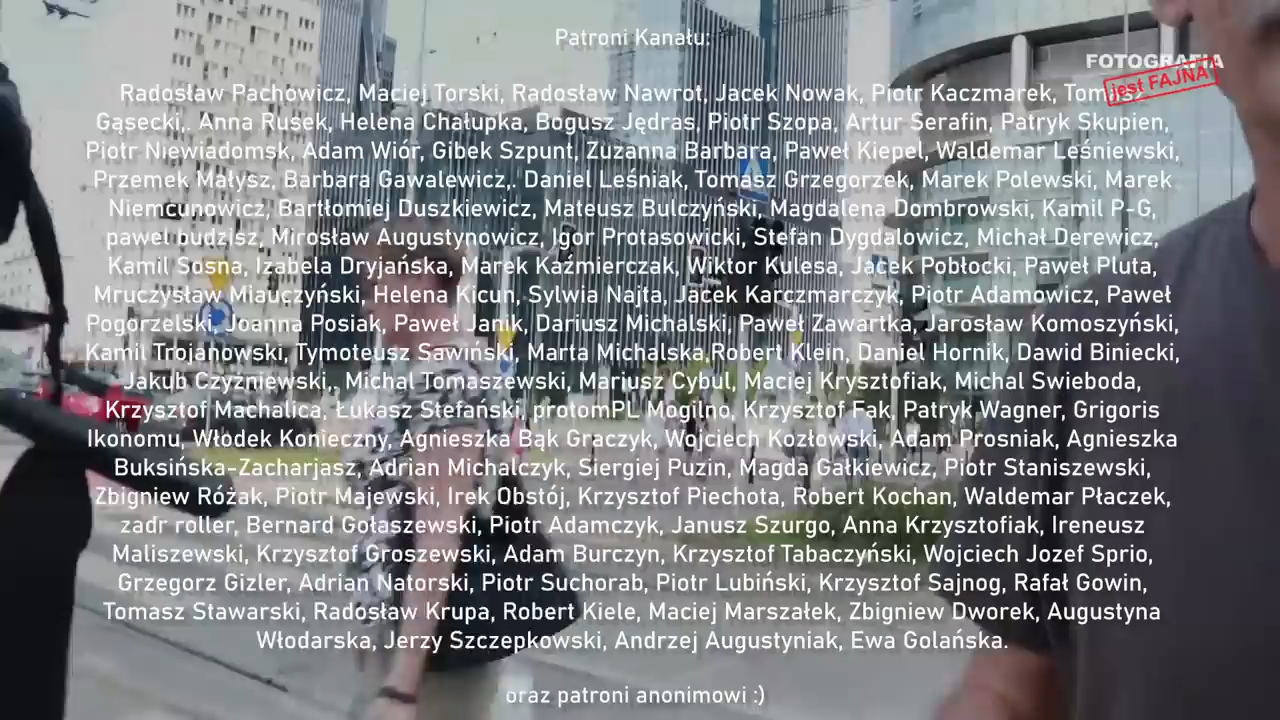 Patroni Kanału:
FOTOGRAFIA
jest FAJNA
Radosław Pachowicz, Maciej Torski, Radosław Nawrot, Jacek Nowak, Piotr Kaczmarek, Tomasz
Gąsecki,. Anna Rusek, Helena Chałupka, Bogusz Jędras, Piotr Szopa, Artur Serafin, Patryk Skupien,
Piotr Niewiadomsk, Adam Wiór, Gibek Szpunt, Zuzanna Barbara, Paweł Kiepel, Waldemar Leśniewski,
Przemek Małysz, Barbara Gawalewicz,. Daniel Leśniak, Tomasz Grzegorzek, Marek Polewski, Marek
Niemcunowicz, Bartłomiej Duszkiewicz, Mateusz Bulczyński, Magdalena Dombrowski, Kamil P-G,
pawel budzisz, Mirosław Augustynowicz, Igor Protasowicki, Stefan Dygdalowicz, Michał Derewicz,
Kamil Sosna, Izabela Dryjańska, Marek Kaźmierczak, Wiktor Kulesa, Jacek Pobłocki, Paweł Pluta,
Mruczysław Miauczyński, Helena Kicun, Sylwia Najta, Jacek Karczmarczyk, Piotr Adamowicz, Paweł
Pogorzelski, Joanna Posiak, Paweł Janik, Dariusz Michalski, Paweł Zawartka, Jarosław Komoszyński,
Kamil Trojanowski, Tymoteusz Sawiński, Marta Michalska,Robert Klein, Daniel Hornik, Dawid Biniecki,
Jakub Czyzniewski,, Michal Tomaszewski, Mariusz Cybul, Maciej Krysztofiak, Michal Swieboda,
Krzysztof Machalica, Łukasz Stefański, protomPL Mogilno, Krzysztof Fąk, Patryk Wagner, Grigoris
Ikonomu, Włodek Konieczny, Agnieszka Bąk Graczyk, Wojciech Kozłowski, Adam Prosniak, Agnieszka
Buksińska-Zacharjasz, Adrian Michalczyk, Siergiej Puzin, Magda Gałkiewicz, Piotr Staniszewski,
Zbigniew Różak, Piotr Majewski, Irek Obstój, Krzysztof Piechota, Robert Kochan, Waldemar Płaczek,
zadr roller, Bernard Gołaszewski, Piotr Adamczyk, Janusz Szurgo, Anna Krzysztofiak, Ireneusz
Maliszewski, Krzysztof Groszewski, Adam Burczyn, Krzysztof Tabaczyński, Wojciech Jozef Sprio,
Grzegorz Gizler, Adrian Natorski, Piotr Suchorab, Piotr Lubiński, Krzysztof Sajnog, Rafał Gowin,
Tomasz Stawarski, Radosław Krupa, Robert Kiele, Maciej Marszałek, Zbigniew Dworek, Augustyna
Włodarska, Jerzy Szczepkowski, Andrzej Augustyniak, Ewa Golańska.
oraz patroni anonimowi :)